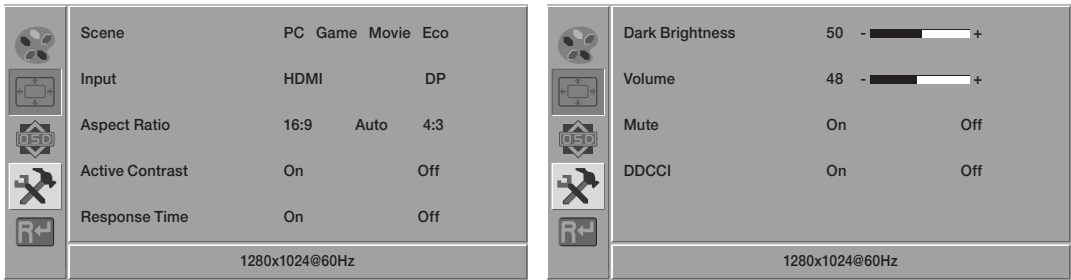 Scene PC Game Movie Eco
Input HDMI DP
Aspect Ratio 16:9 Auto 4:3
OSD
Active Contrast On Off
Response Time On Off
R
1280x1024@60Hz
Dark Brightness 50 - +
Volume 48 - +
Mute On Off
OSD
DDCCI On Off
R
1280x1024@60Hz